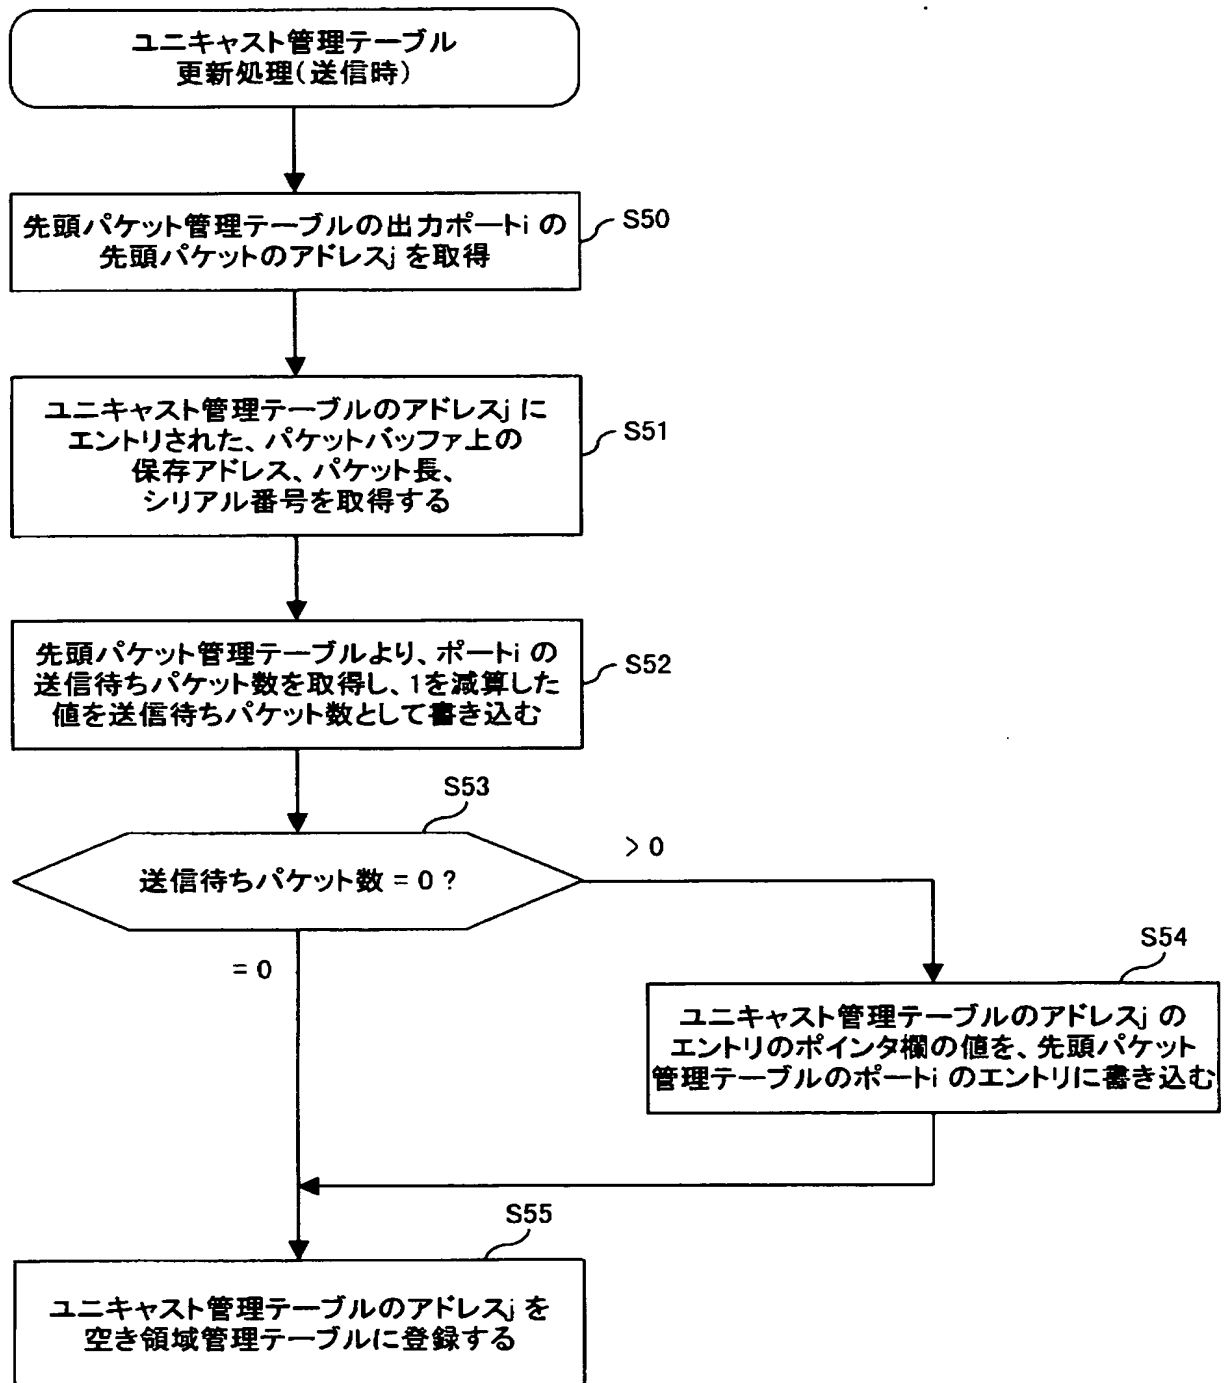 ユニキャスト管理テーブル
更新処理(送信時)
先頭パケット管理テーブルの出力ポートi の
先頭パケットのアドレスj を取得
S50
ユニキャスト管理テーブルのアドレスj に
エントリされた、パケットバッファ上の
保存アドレス、パケット長、
シリアル番号を取得する
S51
先頭パケット管理テーブルより、ポートi の
送信待ちパケット数を取得し、1を減算した
値を送信待ちパケット数として書き込む
S52
S53
送信待ちパケット数 = 0 ?
> 0
= 0
S54
ユニキャスト管理テーブルのアドレスj の
エントリのポインタ欄の値を、先頭パケット
管理テーブルのポートi のエントリに書き込む
S55
ユニキャスト管理テーブルのアドレスj を
空き領域管理テーブルに登録する